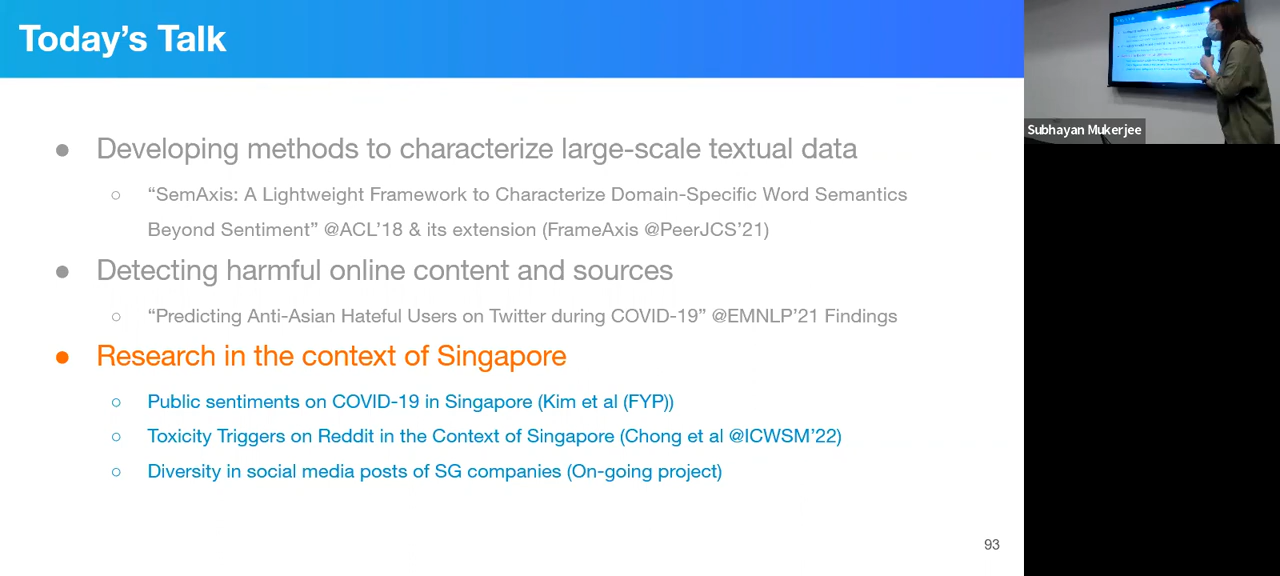 Today's Talk
● Developing methods to characterize large-scale textual data
○ “SemAxis: A Lightweight Framework to Characterize Domain-Specific Word Semantics
Beyond Sentiment” @ACL’18 & its extension (FrameAxis @PeerJCS’21)
● Detecting harmful online content and sources
○ “Predicting Anti-Asian Hateful Users on Twitter during COVID-19” @EMNLP’21 Findings
● Research in the context of Singapore
○ Public sentiments on COVID-19 in Singapore (Kim et al (FYP))
○ Toxicity Triggers on Reddit in the Context of Singapore (Chong et al @ICWSM’22)
○ Diversity in social media posts of SG companies (On-going project)
93
Subhayan Mukerjee